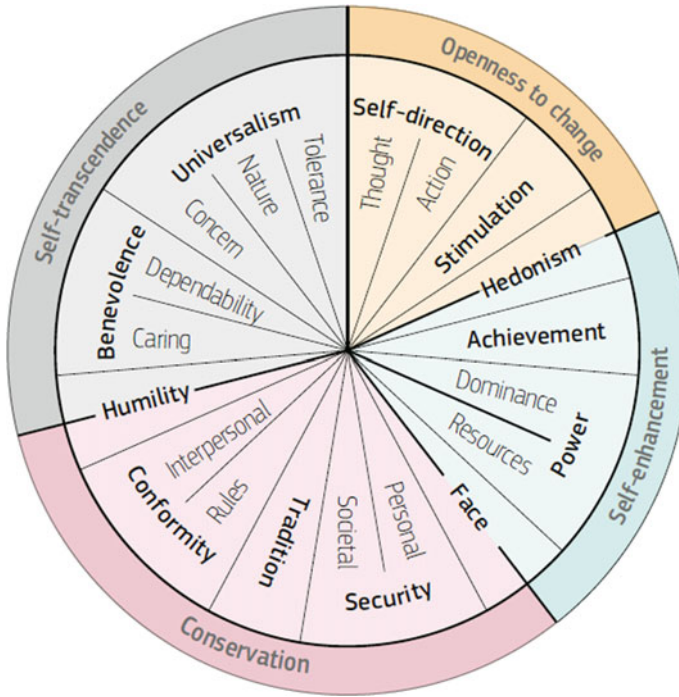 Openness to change
Self-direction
Thought
Action
Stimulation
Hedonism
Self-enhancement
Achievement
Power
Dominance
Resources
Face
Conservation
Security
Personal
Societal
Tradition
Conformity
Rules
Interpersonal
Humility
Self-transcendence
Benevolence
Caring
Dependability
Universalism
Concern
Nature
Tolerance